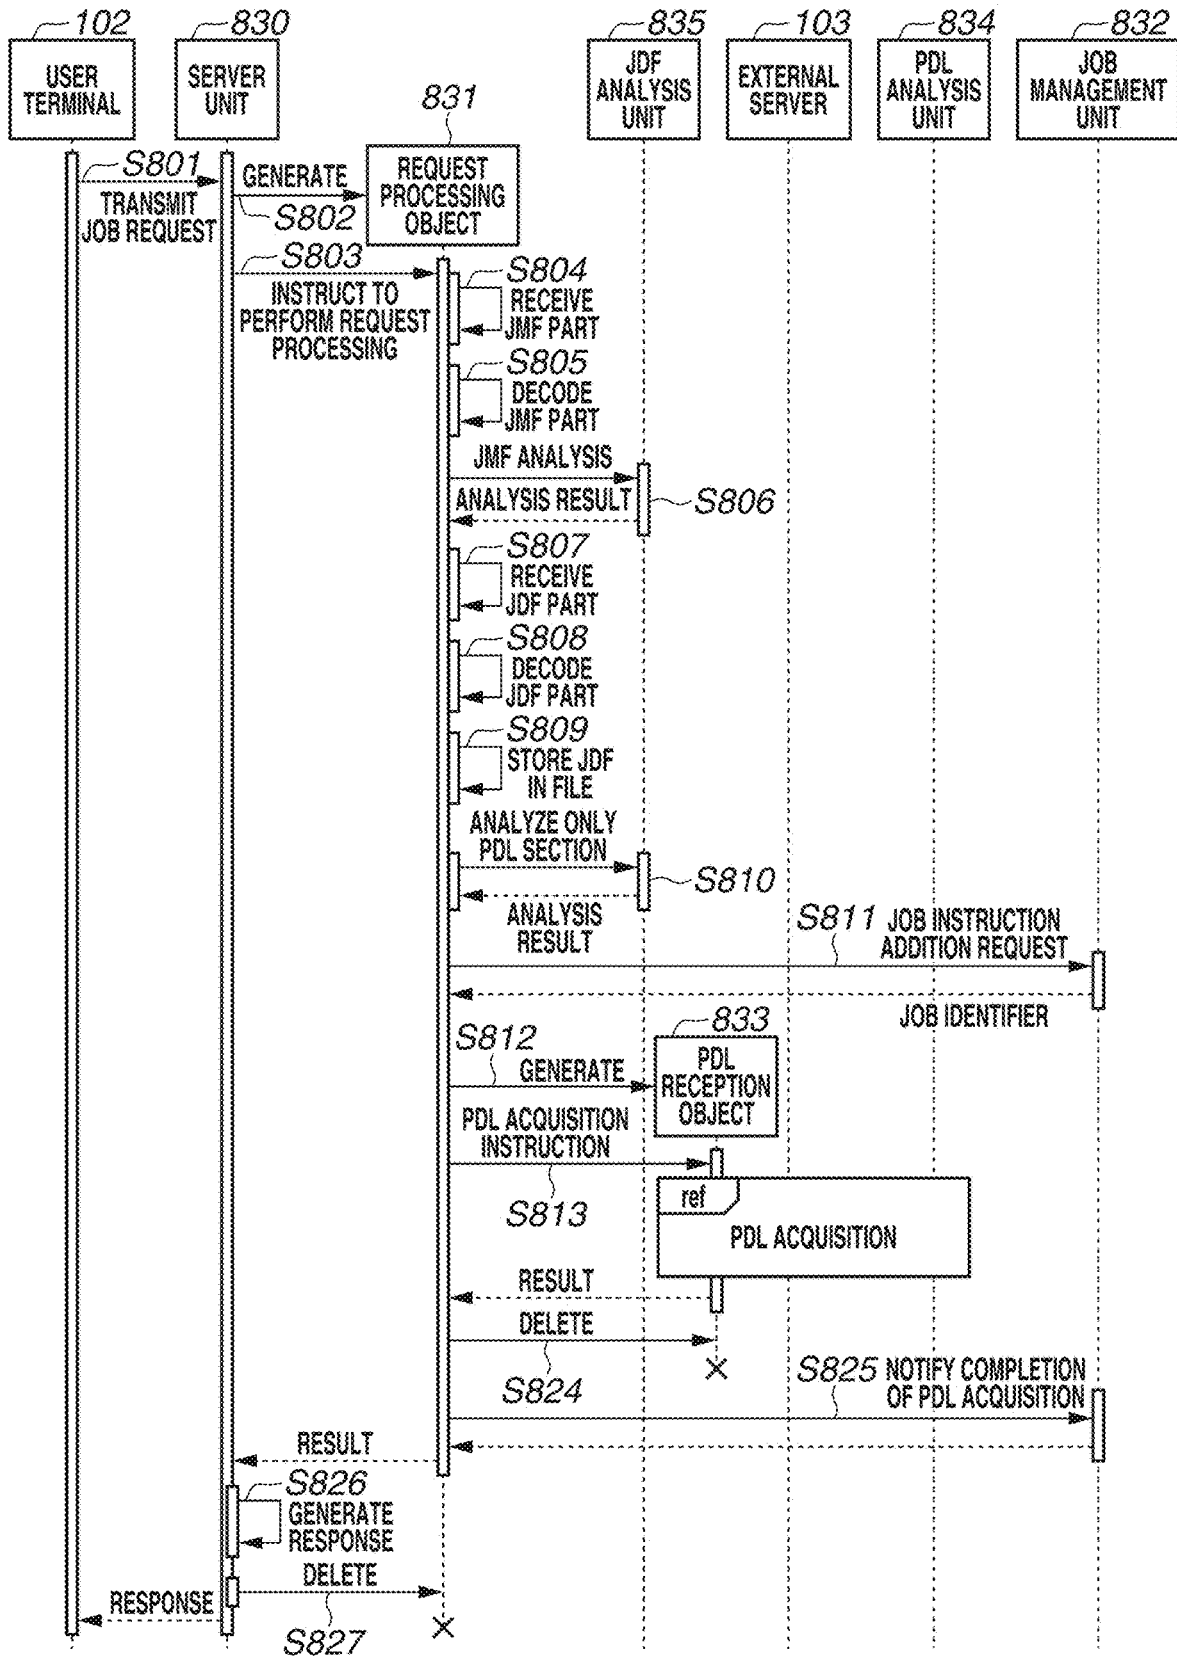 102
830
835
103
834
832
USER
TERMINAL
SERVER
UNIT
JDF
ANALYSIS
UNIT
EXTERNAL
SERVER
PDL
ANALYSIS
UNIT
JOB
MANAGEMENT
UNIT
831
REQUEST
PROCESSING
OBJECT
S801
TRANSMIT
JOB REQUEST
GENERATE
S802
S803
INSTRUCT TO
PERFORM REQUEST
PROCESSING
S804
RECEIVE
JMF PART
S805
DECODE
JMF PART
JMF ANALYSIS
ANALYSIS RESULT
S806
S807
RECEIVE
JDF PART
S808
DECODE
JDF PART
S809
STORE JDF
IN FILE
ANALYZE ONLY
PDL SECTION
S810
ANALYSIS
RESULT
S811
JOB INSTRUCTION
ADDITION REQUEST
JOB IDENTIFIER
S812
GENERATE
833
PDL
RECEPTION
OBJECT
PDL ACQUISITION
INSTRUCTION
S813
ref
PDL ACQUISITION
RESULT
DELETE
S824
S825
NOTIFY COMPLETION
OF PDL ACQUISITION
RESULT
S826
GENERATE
RESPONSE
DELETE
RESPONSE
S827